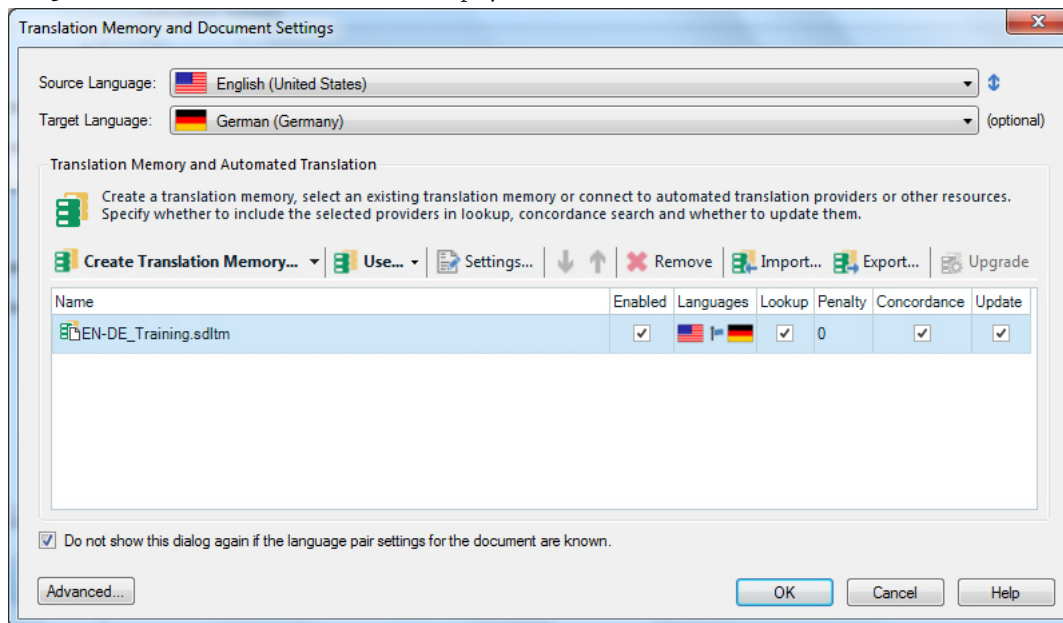 Translation Memory and Document Settings
Source Language: English (United States)
Target Language: German (Germany) (optional)
Translation Memory and Automated Translation
Create a translation memory, select an existing translation memory or connect to automated translation providers or other resources.
Specify whether to include the selected providers in lookup, concordance search and whether to update them.
Create Translation Memory... Use... Settings... Remove Import... Export... Upgrade
Name Enabled Languages Lookup Penalty Concordance Update
EN-DE_Training.sdltm 0
Do not show this dialog again if the language pair settings for the document are known.
Advanced... OK Cancel Help